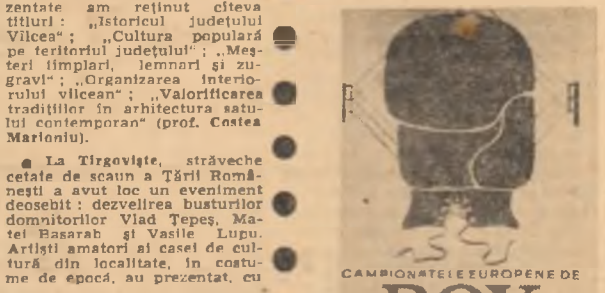 zentate am reținut cîteva
titluri : „Istoricul județului
Vîlcea“ ; „Cultura populară
pe teritoriul județului“ ; „Meș-
teri tîmplari, lemnari și zu-
gravi“ ; „Organizarea interio-
rului vîlcean“ ; „Valorificarea
tradițiilor în arhitectura satu-
lui contemporan“ (prof. Costea
Marioniu).
● La Tîrgoviște, străveche
cetate de scaun a Țării Româ-
nești a avut loc un eveniment
deosebit : dezvelirea busturilor
domnitorilor Vlad Țepeș, Ma-
tei Basarab și Vasile Lupu.
Artiști amatori ai casei de cul-
tură din localitate, în costu-
me de epocă, au prezentat, cu
CAMPIONATELE EUROPENE DE
BOX